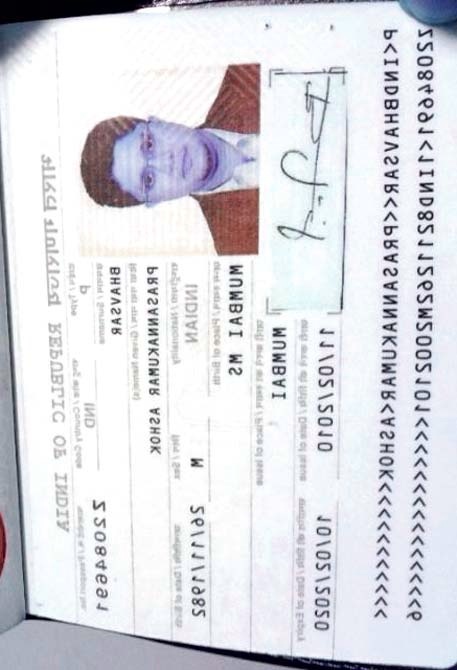 भारत गणराज्य REPUBLIC OF INDIA
टाइप / Type
राष्ट्र कोड / Country Code
पासपोर्ट न. / Passport No.
P
IND
Z2084691
उपनाम / Surname
BHAVSAR
दिया गया नाम / Given Name(s)
PRASANNAKUMAR ASHOK
राष्ट्रीयता / Nationality
लिंग / Sex
जन्मतिथि / Date of Birth
INDIAN
M
26/11/1982
जन्म स्थान / Place of Birth
MUMBAI MS
जारी करने का स्थान / Place of Issue
MUMBAI
जारी करने की तिथि / Date of Issue
समाप्ति की तिथि / Date of Expiry
11/02/2010
10/02/2020
P<INDBHAVSAR<<PRASANNAKUMAR<ASHOK<<<<<<<<<<<
Z2084691<1IND8211262M2002101<<<<<<<<<<<<<<<6